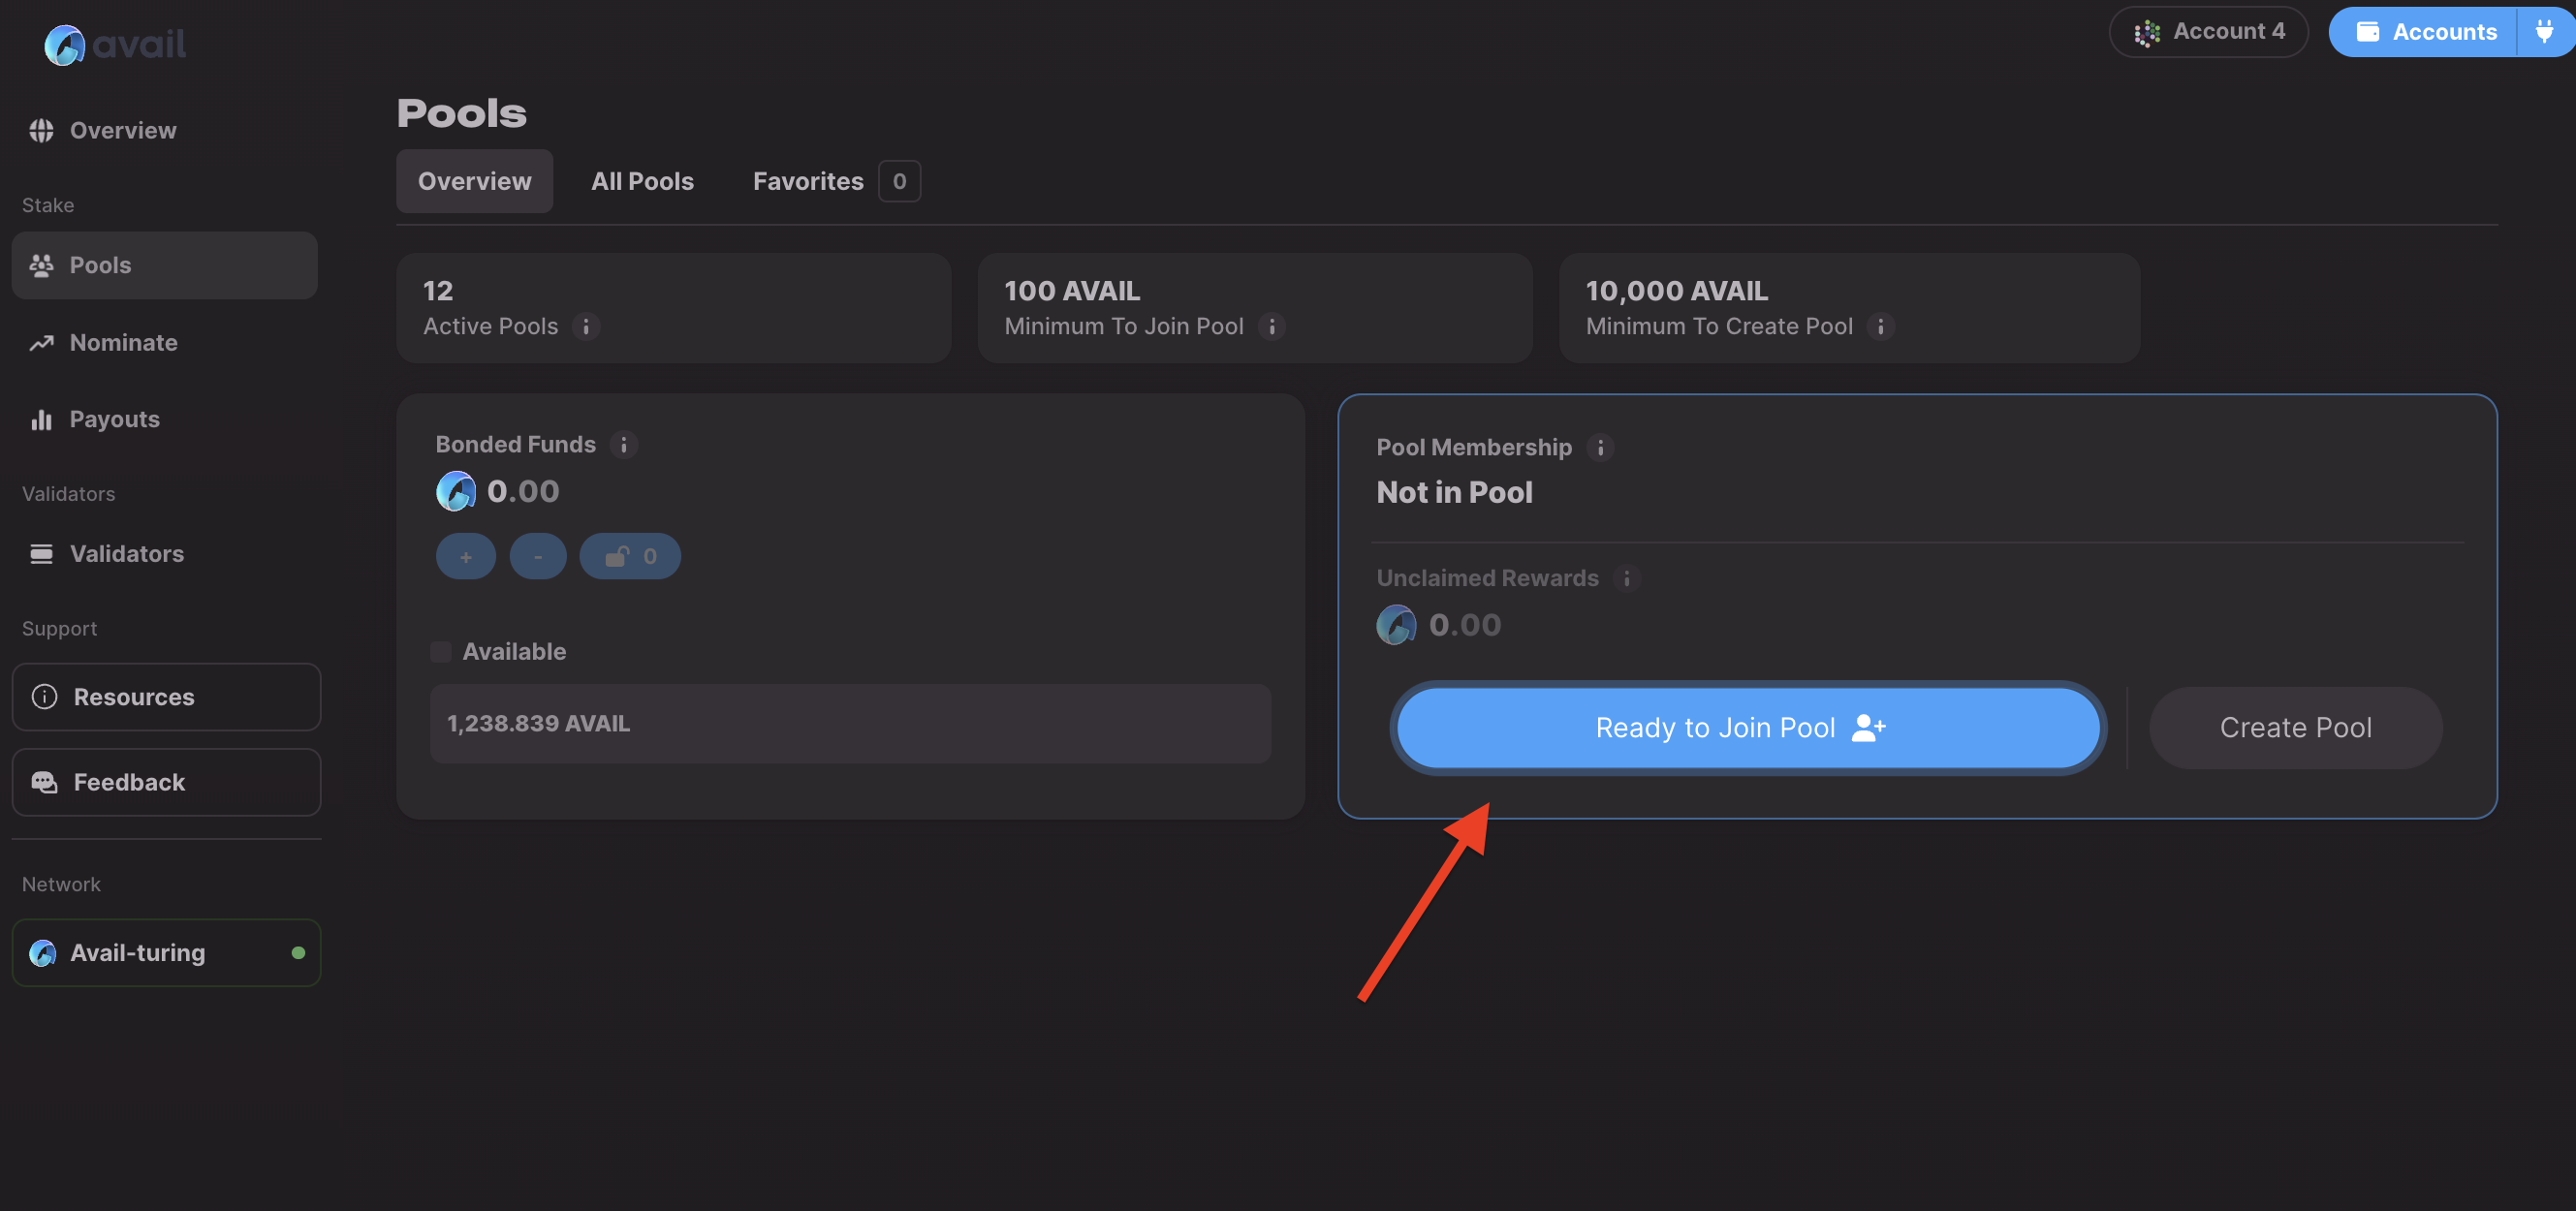 avail
Account 4
Accounts
Overview
Stake
Pools
Nominate
Payouts
Validators
Validators
Support
Resources
Feedback
Network
Avail-turing
Pools
Overview
All Pools
Favorites 0
12
Active Pools
100 AVAIL
Minimum To Join Pool
10,000 AVAIL
Minimum To Create Pool
Bonded Funds
0.00
+ - 0
Available
1,238.839 AVAIL
Pool Membership
Not in Pool
Unclaimed Rewards
0.00
Ready to Join Pool
Create Pool